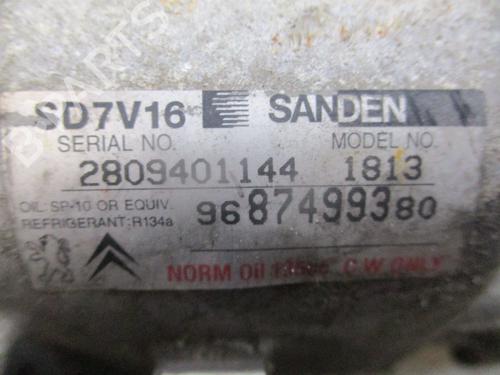 SD7V16 SANDEN
SERIAL NO. MODEL NO.
2809401144 1813
OIL: SP-10 OR EQUIV.
REFRIGERANT: R134a
9687499380
NORM Oil C.W ONLY